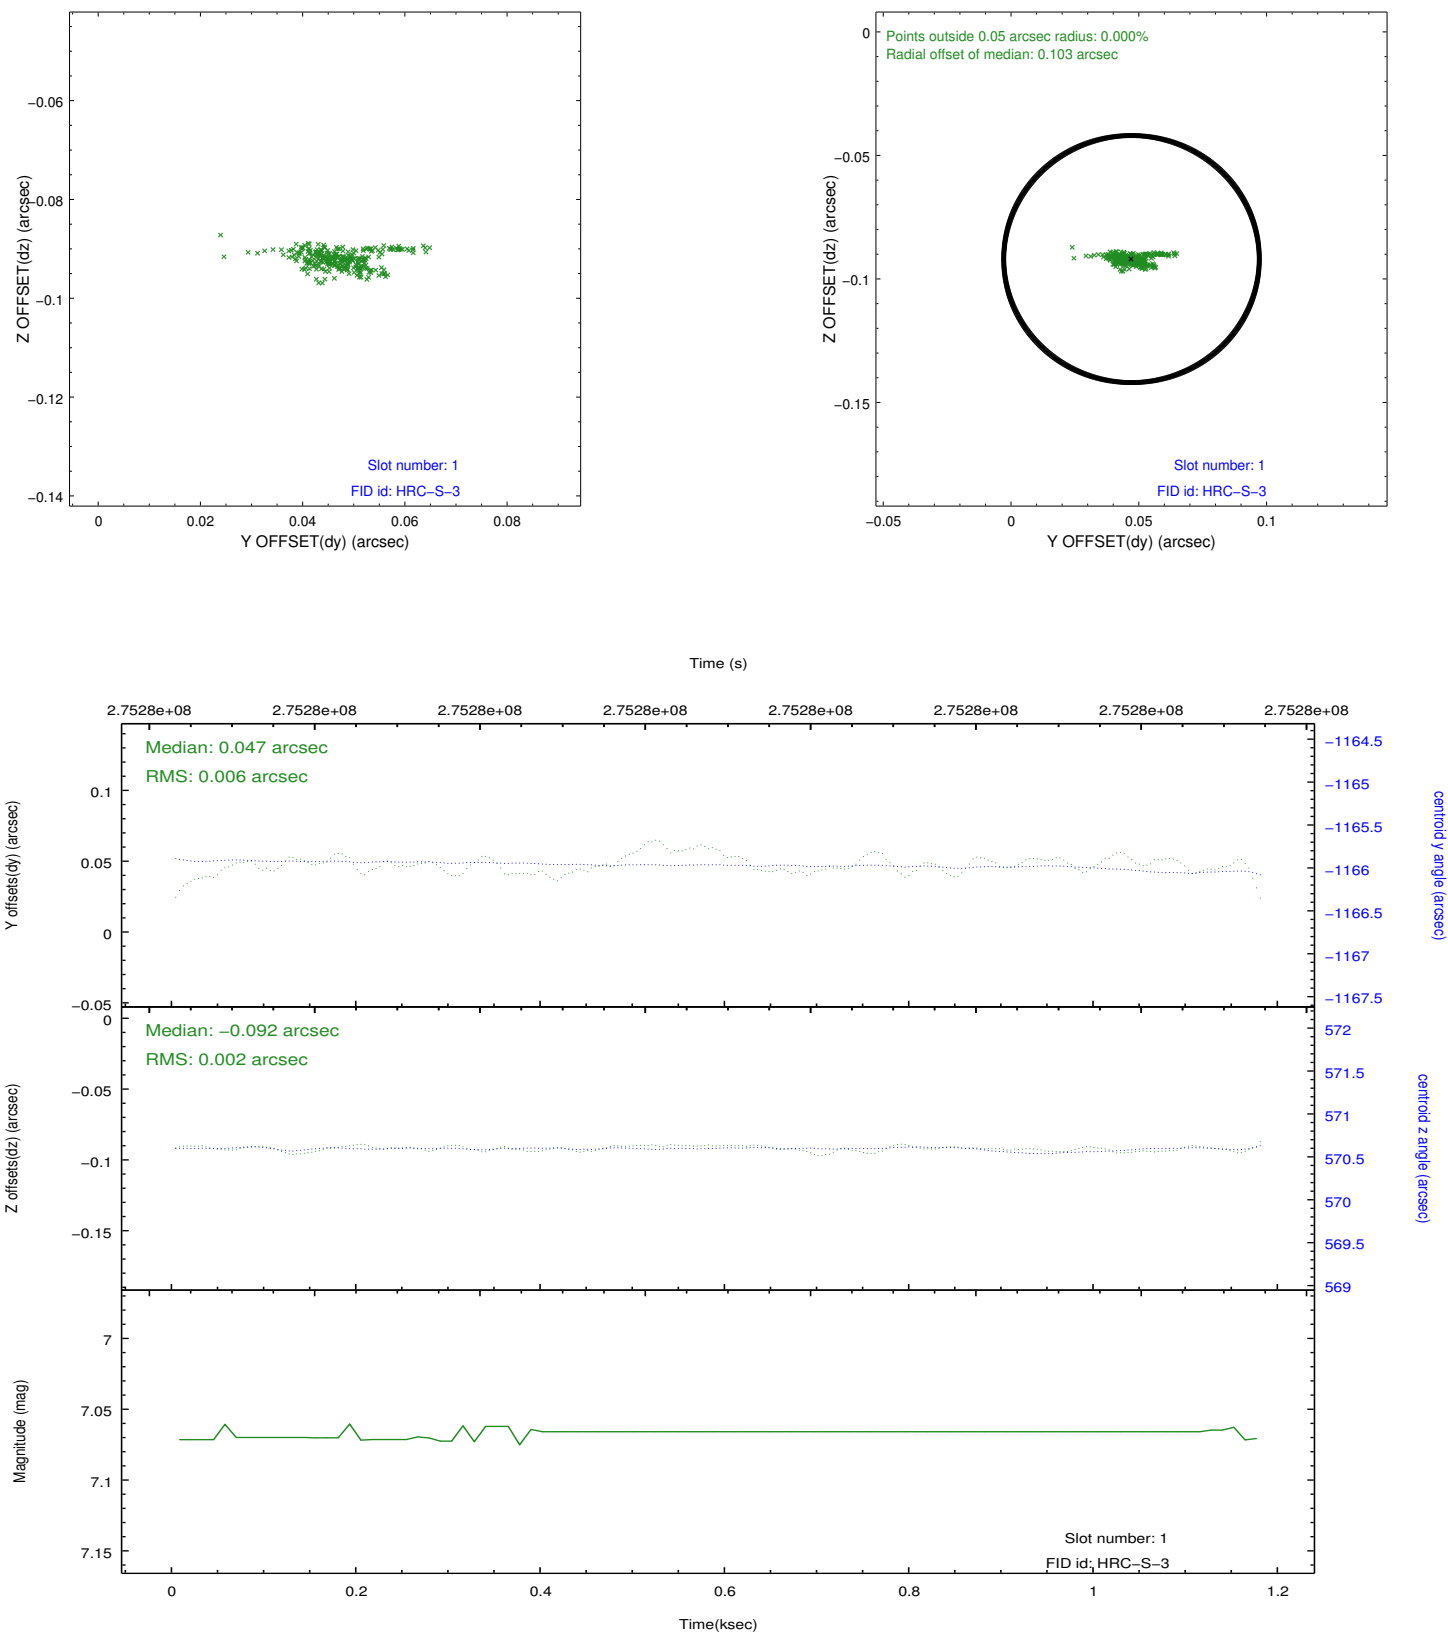 −0.06
−0.08
−0.1
−0.12
−0.14
Z OFFSET(dz) (arcsec)
0
0.02
0.04
0.06
0.08
Y OFFSET(dy) (arcsec)
Slot number: 1
FID id: HRC−S−3
Points outside 0.05 arcsec radius: 0.000%
Radial offset of median: 0.103 arcsec
0
−0.05
−0.1
−0.15
Z OFFSET(dz) (arcsec)
−0.05
0
0.05
0.1
Y OFFSET(dy) (arcsec)
Slot number: 1
FID id: HRC−S−3
Time (s)
2.7528e+08 2.7528e+08 2.7528e+08 2.7528e+08 2.7528e+08 2.7528e+08 2.7528e+08 2.7528e+08
Median: 0.047 arcsec
RMS: 0.006 arcsec
0.1
0.05
0
−0.05
Y offsets(dy) (arcsec)
−1164.5
−1165
−1165.5
−1166
−1166.5
−1167
−1167.5
centroid y angle (arcsec)
Median: −0.092 arcsec
RMS: 0.002 arcsec
0
−0.05
−0.1
−0.15
Z offsets(dz) (arcsec)
572
571.5
571
570.5
570
569.5
569
centroid z angle (arcsec)
7
7.05
7.1
7.15
Magnitude (mag)
Slot number: 1
FID id: HRC−S−3
0
0.2
0.4
0.6
0.8
1
1.2
Time(ksec)